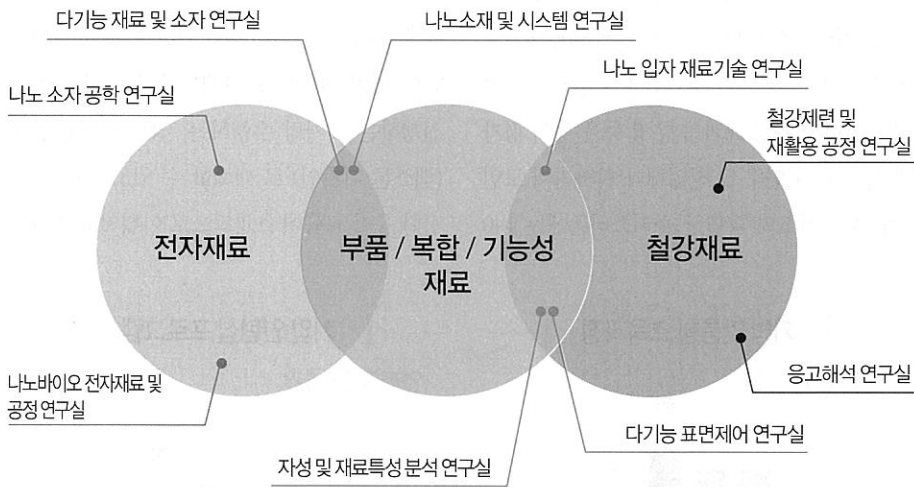 다기능 재료 및 소자 연구실
나노소재 및 시스템 연구실
나노 소자 공학 연구실
나노 입자 재료기술 연구실
철강제련 및
재활용 공정 연구실
전자재료
부품 / 복합 / 기능성
재료
철강재료
나노바이오 전자재료 및
공정 연구실
응고해석 연구실
다기능 표면제어 연구실
자성 및 재료특성 분석 연구실